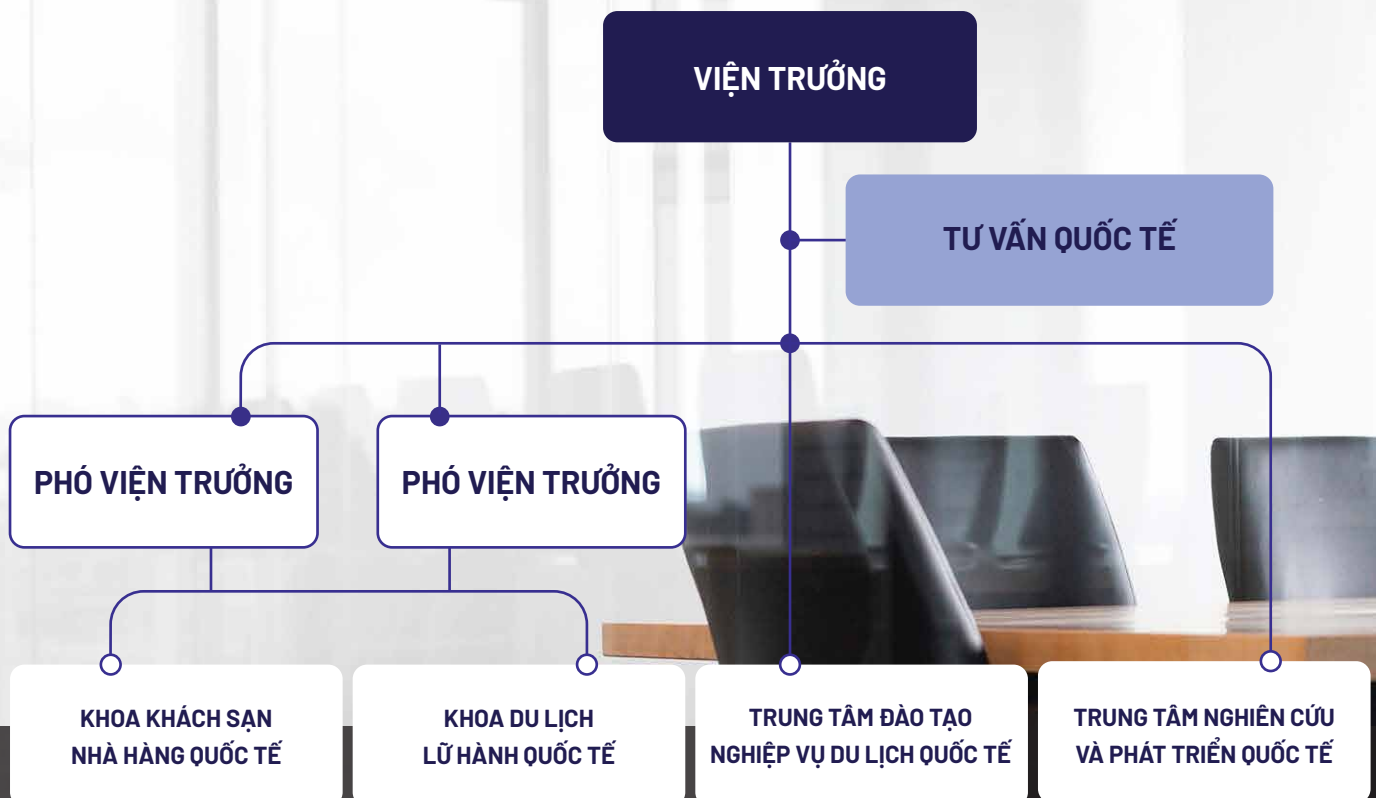 VIỆN TRƯỞNG
TƯ VẤN QUỐC TẾ
PHÓ VIỆN TRƯỞNG
PHÓ VIỆN TRƯỞNG
KHOA KHÁCH SẠN
NHÀ HÀNG QUỐC TẾ
KHOA DU LỊCH
LỮ HÀNH QUỐC TẾ
TRUNG TÂM ĐÀO TẠO
NGHIỆP VỤ DU LỊCH QUỐC TẾ
TRUNG TÂM NGHIÊN CỨU
VÀ PHÁT TRIỂN QUỐC TẾ